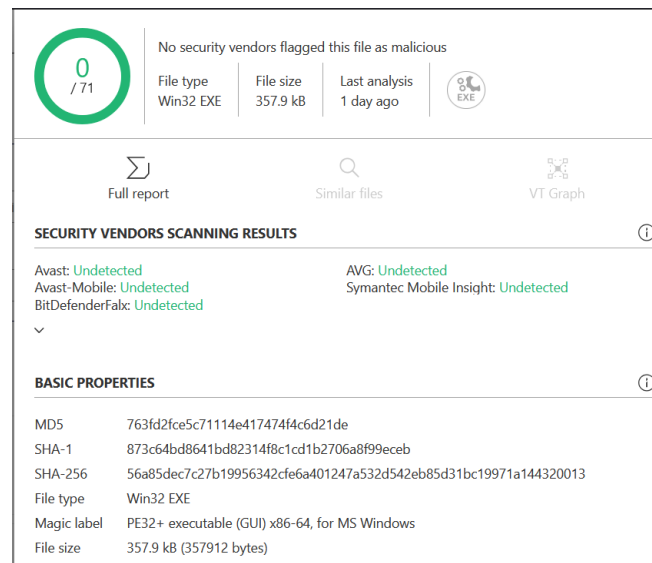 0
/ 71
No security vendors flagged this file as malicious
File type
Win32 EXE
File size
357.9 kB
Last analysis
1 day ago
EXE
Full report
Similar files
VT Graph
SECURITY VENDORS SCANNING RESULTS
Avast: Undetected
AVG: Undetected
Avast-Mobile: Undetected
Symantec Mobile Insight: Undetected
BitDefenderFalx: Undetected
BASIC PROPERTIES
MD5 763fd2fce5c71114e417474f4c6d21de
SHA-1 873c64bd8641bd82314f8c1cd1b2706a8f99eceb
SHA-256 56a85dec7c27b19956342cfe6a401247a532d542eb85d31bc19971a144320013
File type Win32 EXE
Magic label PE32+ executable (GUI) x86-64, for MS Windows
File size 357.9 kB (357912 bytes)